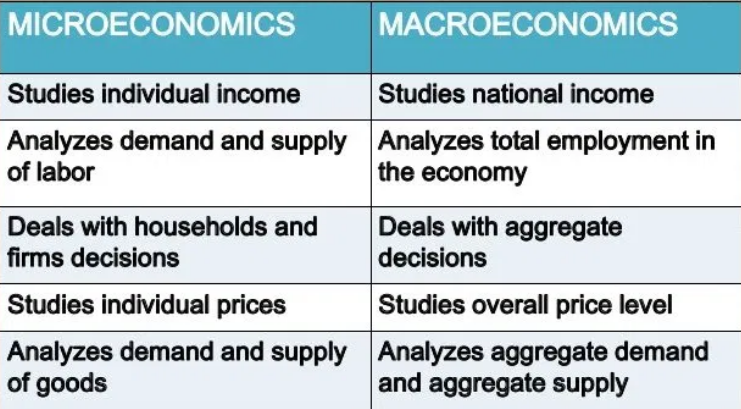 MICROECONOMICS
MACROECONOMICS
Studies individual income
Studies national income
Analyzes demand and supply
of labor
Analyzes total employment in
the economy
Deals with households and
firms decisions
Deals with aggregate
decisions
Studies individual prices
Studies overall price level
Analyzes demand and supply
of goods
Analyzes aggregate demand
and aggregate supply